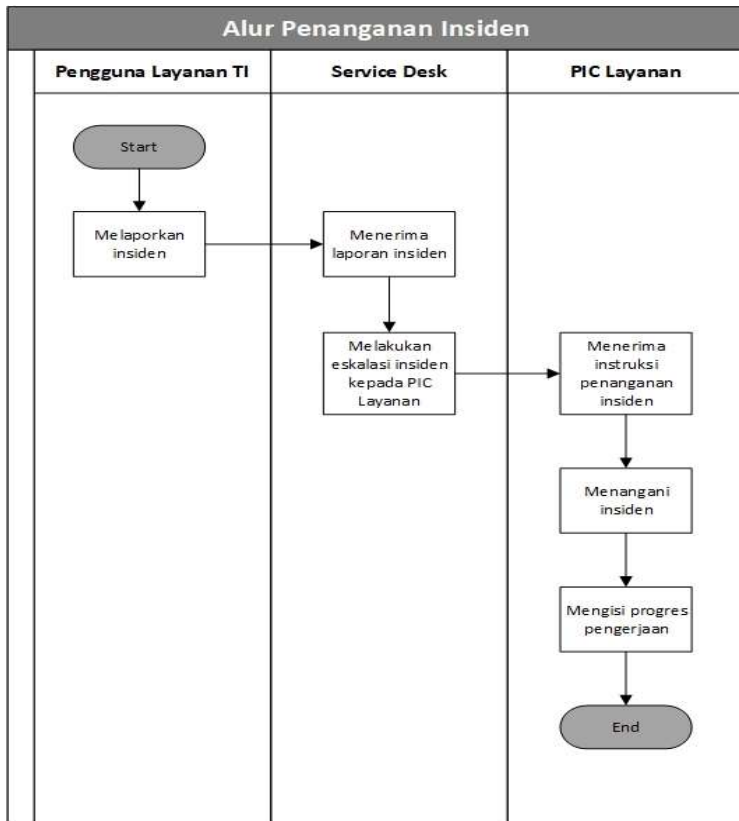 Alur Penanganan Insiden
Pengguna Layanan TI
Service Desk
PIC Layanan
Start
Melaporkan
insiden
Menerima
laporan insiden
Melakukan
eskalasi insiden
kepada PIC
Layanan
Menerima
instruksi
penanganan
insiden
Menangani
insiden
Mengisi progres
pengerjaan
End